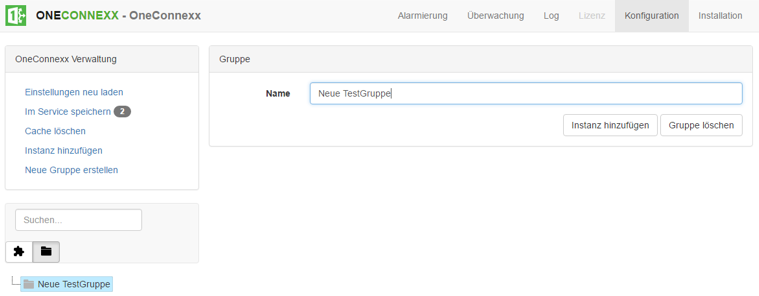 ONECONNEXX - OneConnexx
Alarmierung Überwachung Log Lizenz Konfiguration Installation
OneConnexx Verwaltung
Einstellungen neu laden
Im Service speichern 2
Cache löschen
Instanz hinzufügen
Neue Gruppe erstellen
Suchen...
Neue TestGruppe
Gruppe
Name Neue TestGruppe
Instanz hinzufügen Gruppe löschen